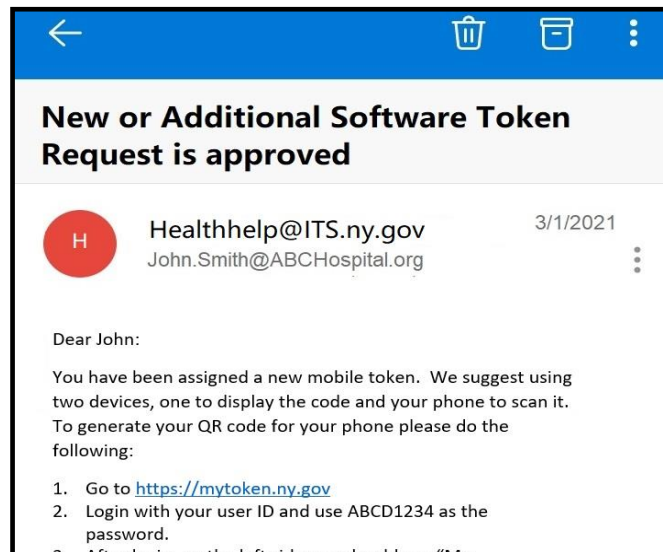 New or Additional Software Token
Request is approved
H
Healthhelp@ITS.ny.gov
3/1/2021
John.Smith@ABCHospital.org
Dear John:
You have been assigned a new mobile token. We suggest using
two devices, one to display the code and your phone to scan it.
To generate your QR code for your phone please do the
following:
1. Go to https://mytoken.ny.gov
2. Login with your user ID and use ABCD1234 as the
password.